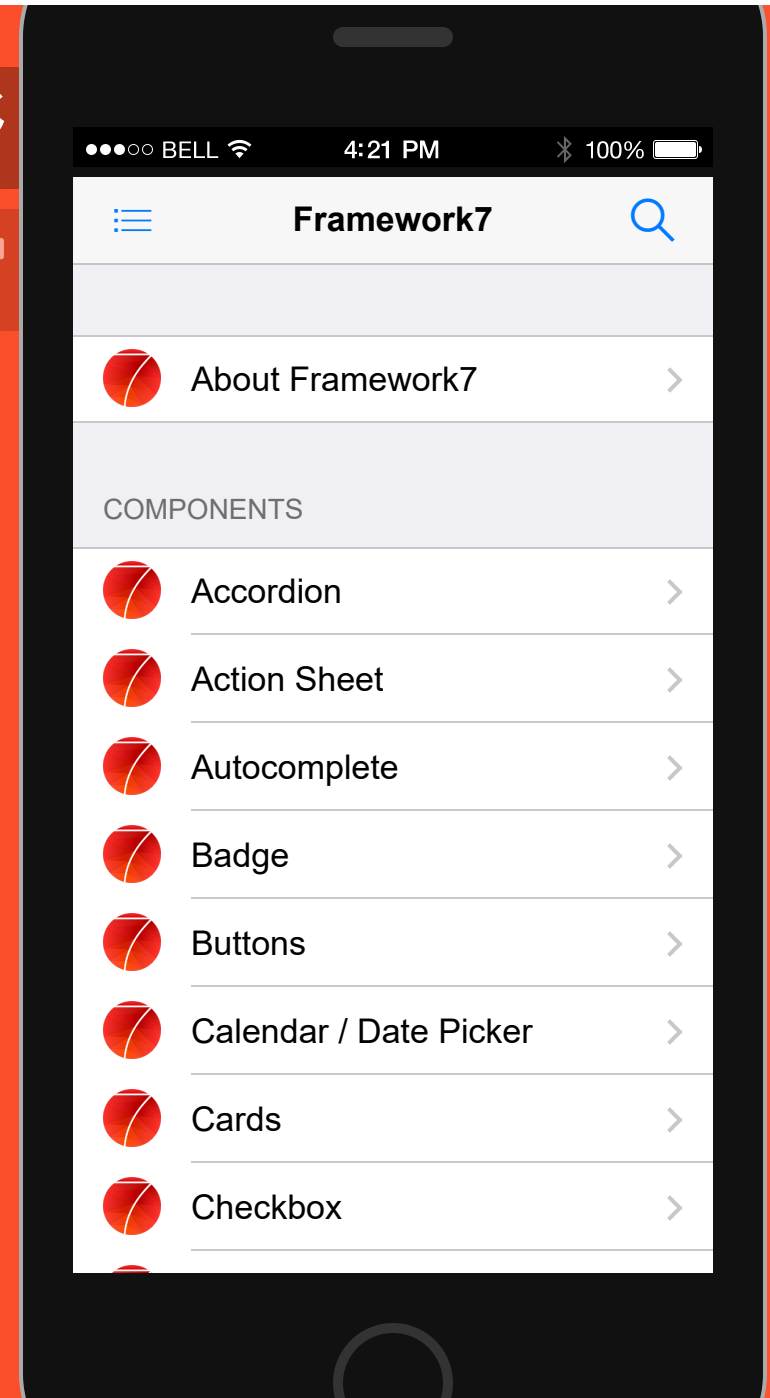 BELL 4:21 PM 100%
Framework7
About Framework7
COMPONENTS
Accordion
Action Sheet
Autocomplete
Badge
Buttons
Calendar / Date Picker
Cards
Checkbox